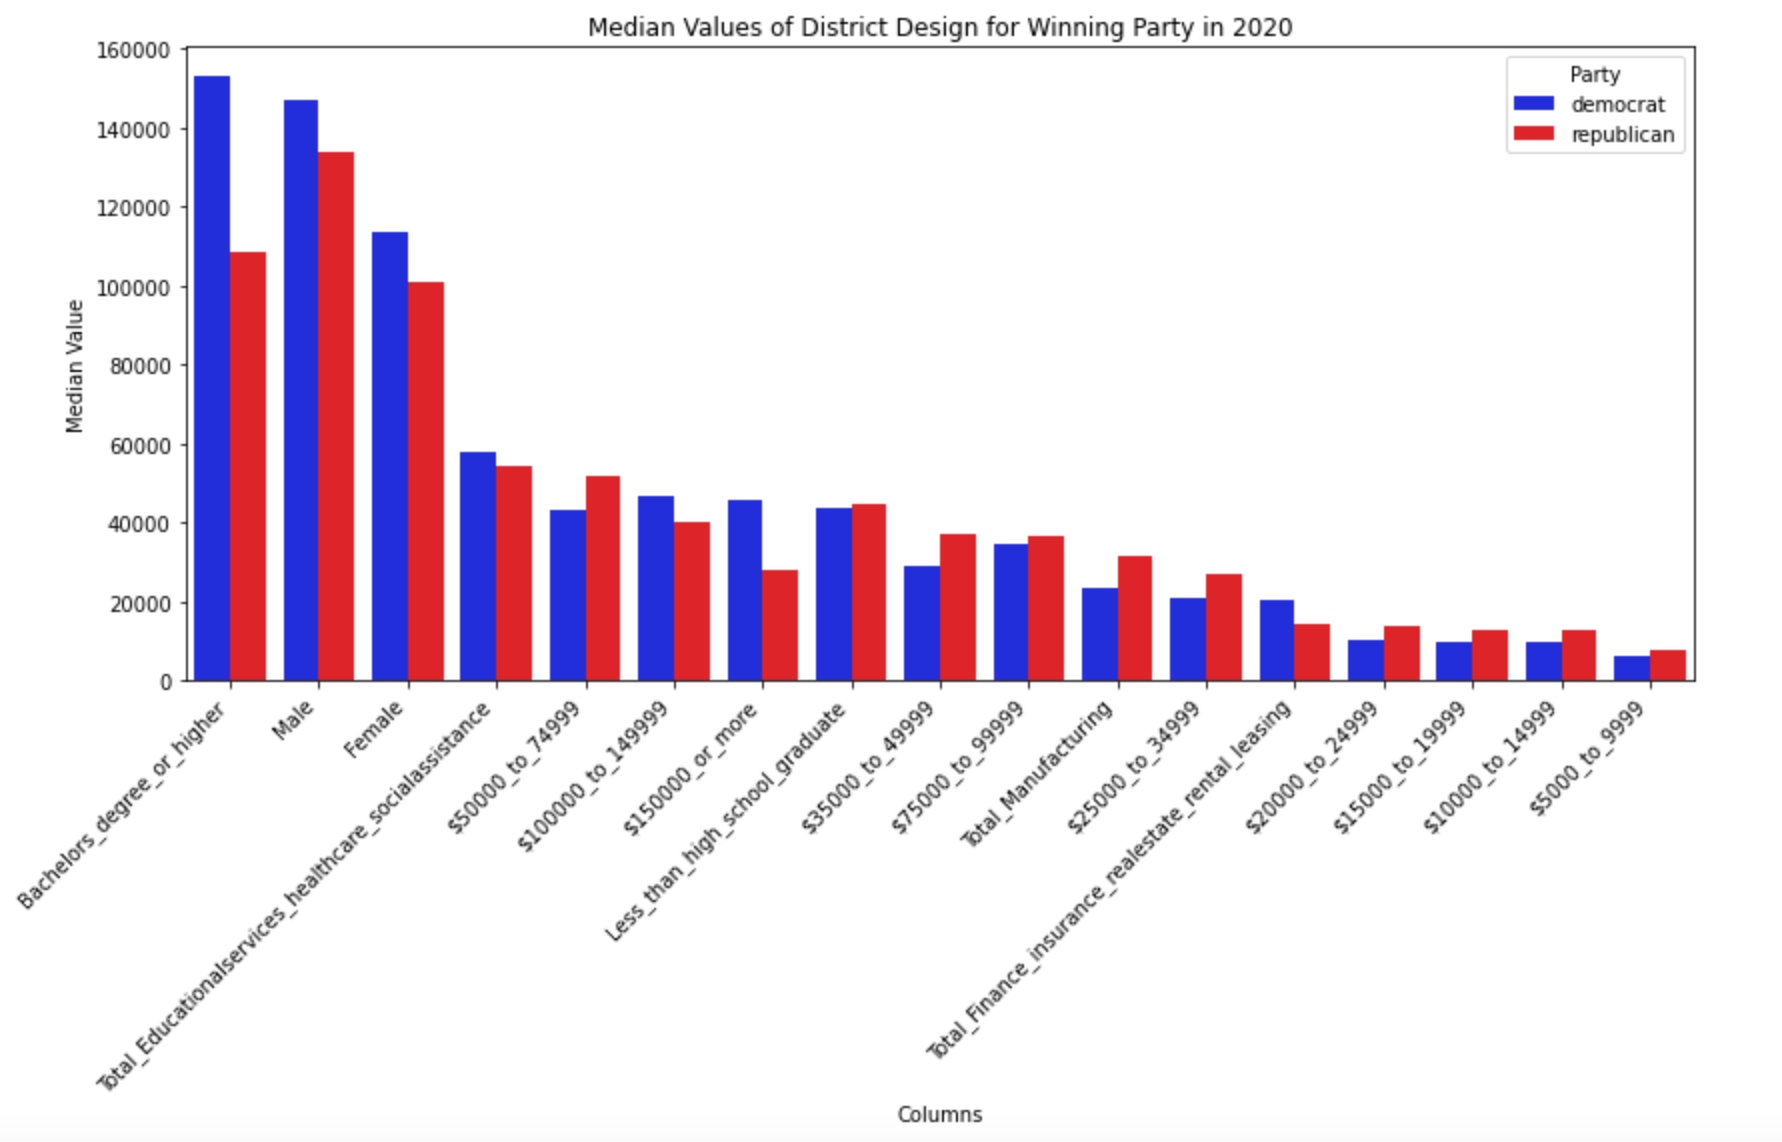 Median Values of District Design for Winning Party in 2020
160000
140000
120000
100000
80000
60000
40000
20000
0
Median Value
Party
democrat
republican
Bachelors_degree_or_higher
Male
Female
Total_Educationalservices_healthcare_socialassistance
$50000_to_74999
$100000_to_149999
$150000_or_more
Less_than_high_school_graduate
$35000_to_49999
$75000_to_99999
Total_Manufacturing
$25000_to_34999
Total_Finance_insurance_realestate_rental_leasing
$20000_to_24999
$15000_to_19999
$10000_to_14999
$5000_to_9999
Columns